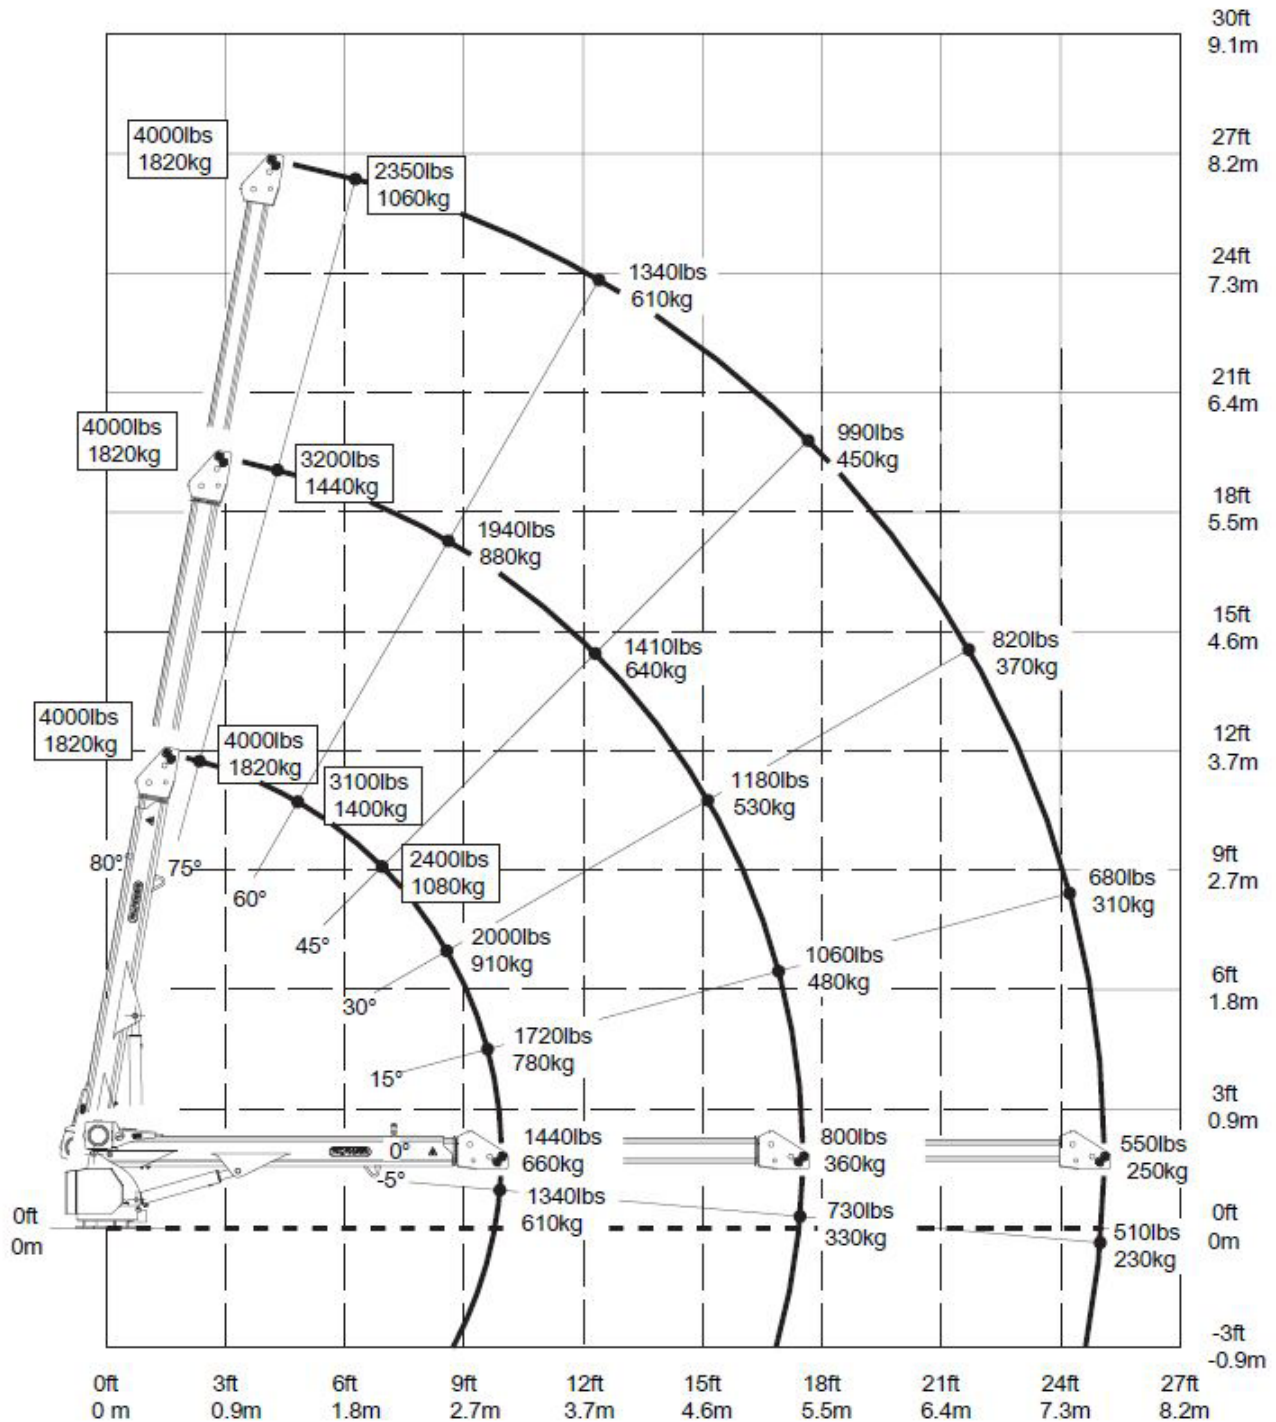 30ft
9.1m
4000lbs
1820kg
27ft
8.2m
2350lbs
1060kg
1340lbs
610kg
24ft
7.3m
21ft
6.4m
4000lbs
1820kg
990lbs
450kg
3200lbs
1440kg
18ft
5.5m
1940lbs
880kg
15ft
4.6m
1410lbs
640kg
820lbs
370kg
4000lbs
1820kg
4000lbs
1820kg
12ft
3.7m
3100lbs
1400kg
1180lbs
530kg
80°
75°
2400lbs
1080kg
9ft
2.7m
60°
680lbs
310kg
45°
2000lbs
910kg
1060lbs
480kg
6ft
1.8m
30°
1720lbs
780kg
15°
3ft
0.9m
0°
1440lbs
660kg
800lbs
360kg
550lbs
250kg
-5°
1340lbs
610kg
730lbs
330kg
0ft
0m
510lbs
230kg
0ft
0m
-3ft
-0.9m
0ft 3ft 6ft 9ft 12ft 15ft 18ft 21ft 24ft 27ft
0 m 0.9m 1.8m 2.7m 3.7m 4.6m 5.5m 6.4m 7.3m 8.2m